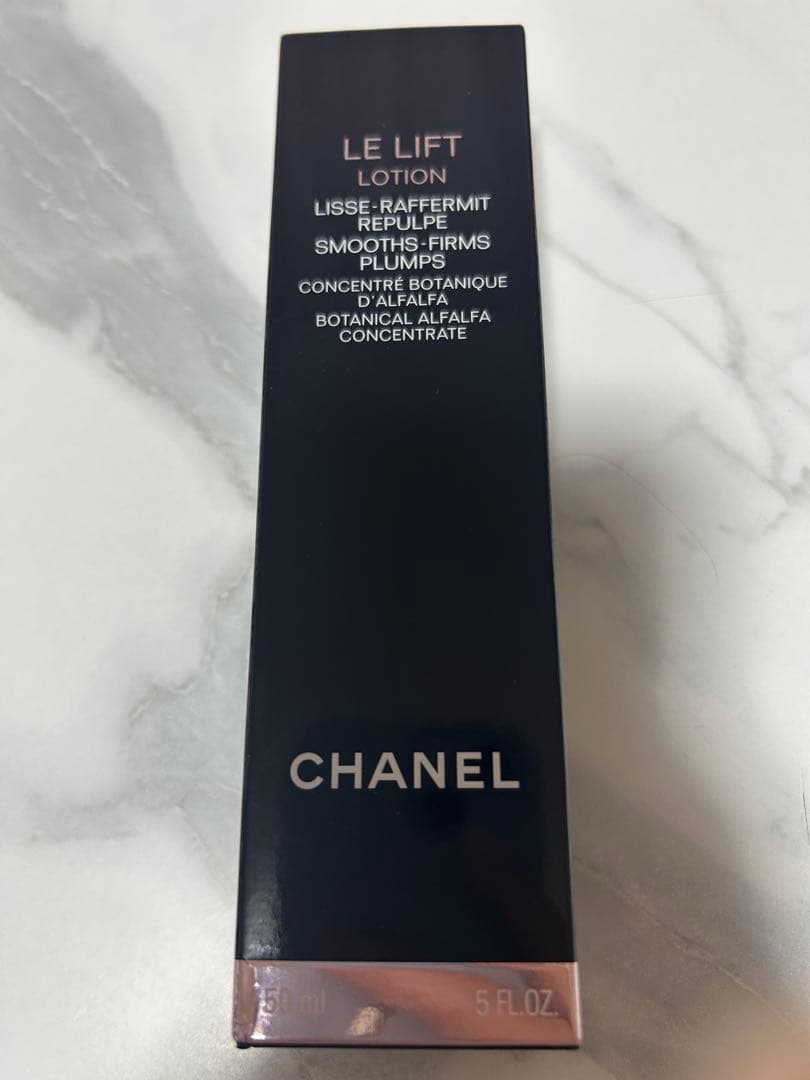 LE LIFT
LOTION
LISSE-RAFFERMIT
REPULPE
SMOOTHS-FIRMS
PLUMPS
CONCENTRÉ BOTANIQUE
D'ALFALFA
BOTANICAL ALFALFA
CONCENTRATE
CHANEL
ml 5 FL.OZ.